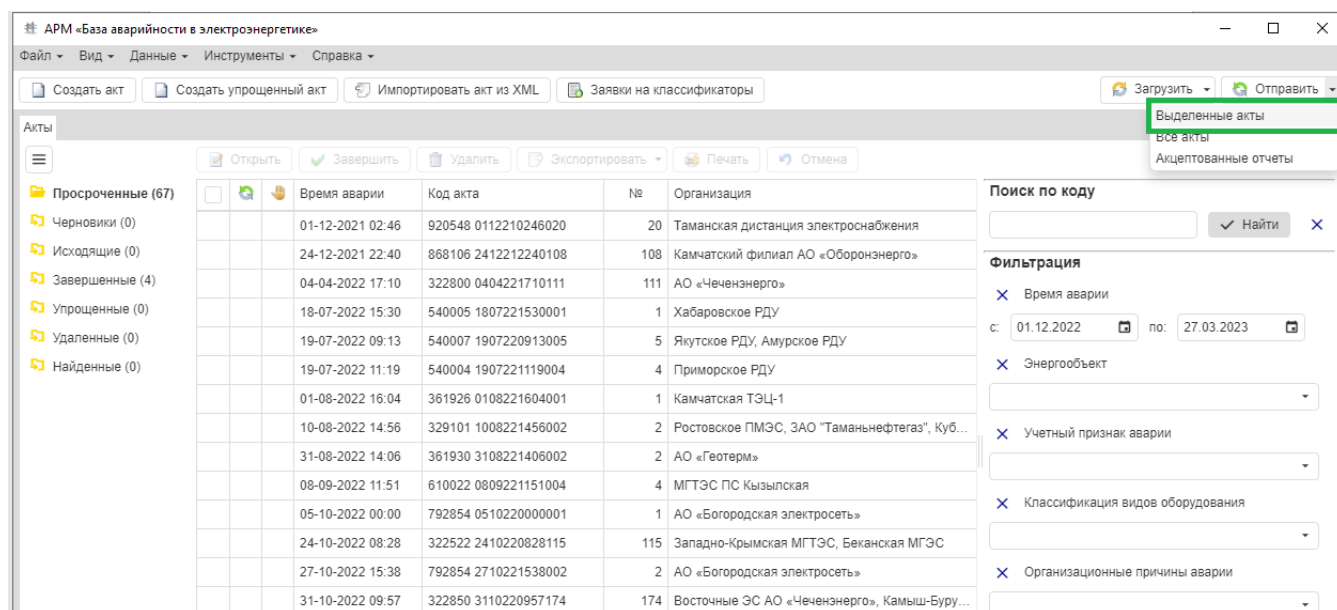 АРМ «База аварийности в электроэнергетике»
Файл Вид Данные Инструменты Справка
Создать акт Создать упрощенный акт Импортировать акт из XML Заявки на классификаторы Загрузить Отправить
Выделенные акты
Все акты
Акцептованные отчеты
Акты
Открыть Завершить Удалить Экспортировать Печать Отмена
Просроченные (67)
Черновики (0)
Исходящие (0)
Завершенные (4)
Упрощенные (0)
Удаленные (0)
Найденные (0)
Время аварии Код акта № Организация
01-12-2021 02:46 920548 0112210246020 20 Таманская дистанция электроснабжения
24-12-2021 22:40 868106 2412212240108 108 Камчатский филиал АО «Оборонэнерго»
04-04-2022 17:10 322800 0404221710111 111 АО «Чеченэнерго»
18-07-2022 15:30 540005 1807221530001 1 Хабаровское РДУ
19-07-2022 09:13 540007 1907220913005 5 Якутское РДУ, Амурское РДУ
19-07-2022 11:19 540004 1907221119004 4 Приморское РДУ
01-08-2022 16:04 361926 0108221604001 1 Камчатская ТЭЦ-1
10-08-2022 14:56 329101 1008221456002 2 Ростовское ПМЭС, ЗАО "Таманьнефтегаз", Куб...
31-08-2022 14:06 361930 3108221406002 2 АО «Геотерм»
08-09-2022 11:51 610022 0809221151004 4 МГТЭС ПС Кызылская
05-10-2022 00:00 792854 0510220000001 1 АО «Богородская электросеть»
24-10-2022 08:28 322522 2410220828115 115 Западно-Крымская МГТЭС, Беканская МГЭС
27-10-2022 15:38 792854 2710221538002 2 АО «Богородская электросеть»
31-10-2022 09:57 322850 3110220957174 174 Восточные ЭС АО «Чеченэнерго», Камыш-Буру...
Поиск по коду
Найти
Фильтрация
Время аварии
с: 01.12.2022 по: 27.03.2023
Энергообъект
Учетный признак аварии
Классификация видов оборудования
Организационные причины аварии